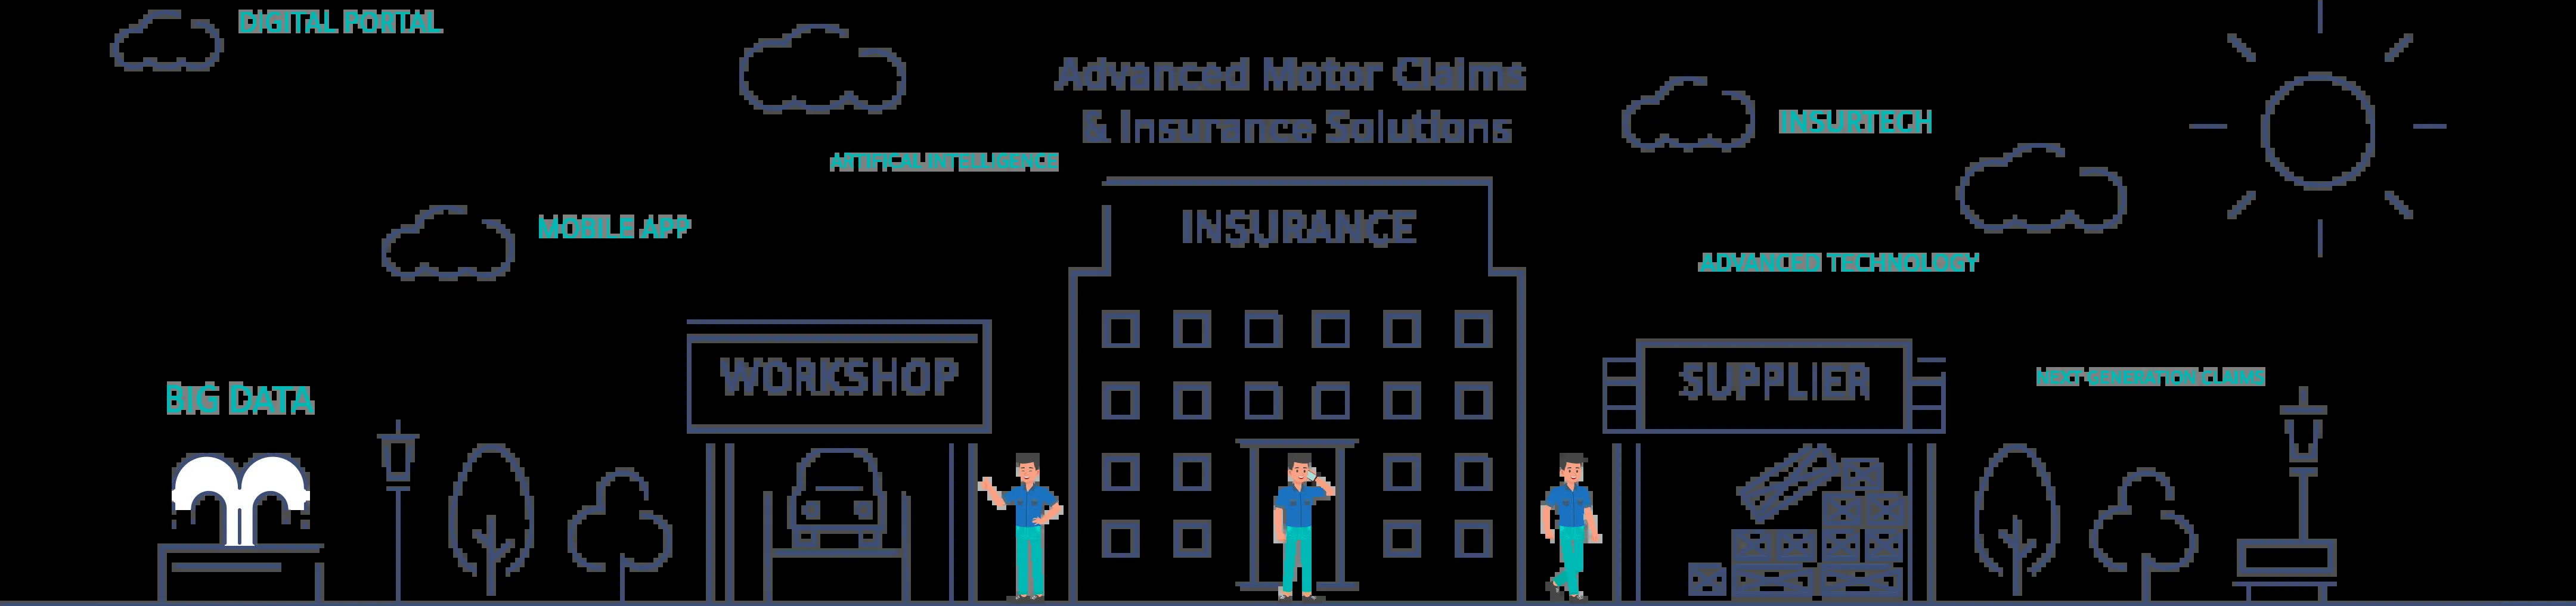 DIGITAL PORTAL
Advanced Motor Claims
& Insurance Solutions
INSURTECH
ARTIFICAL INTELLIGENCE
MOBILE APP
INSURANCE
ADVANCED TECHNOLOGY
WORKSHOP
SUPPLIER
NEXT-GENERATION CLAIMS
BIG DATA